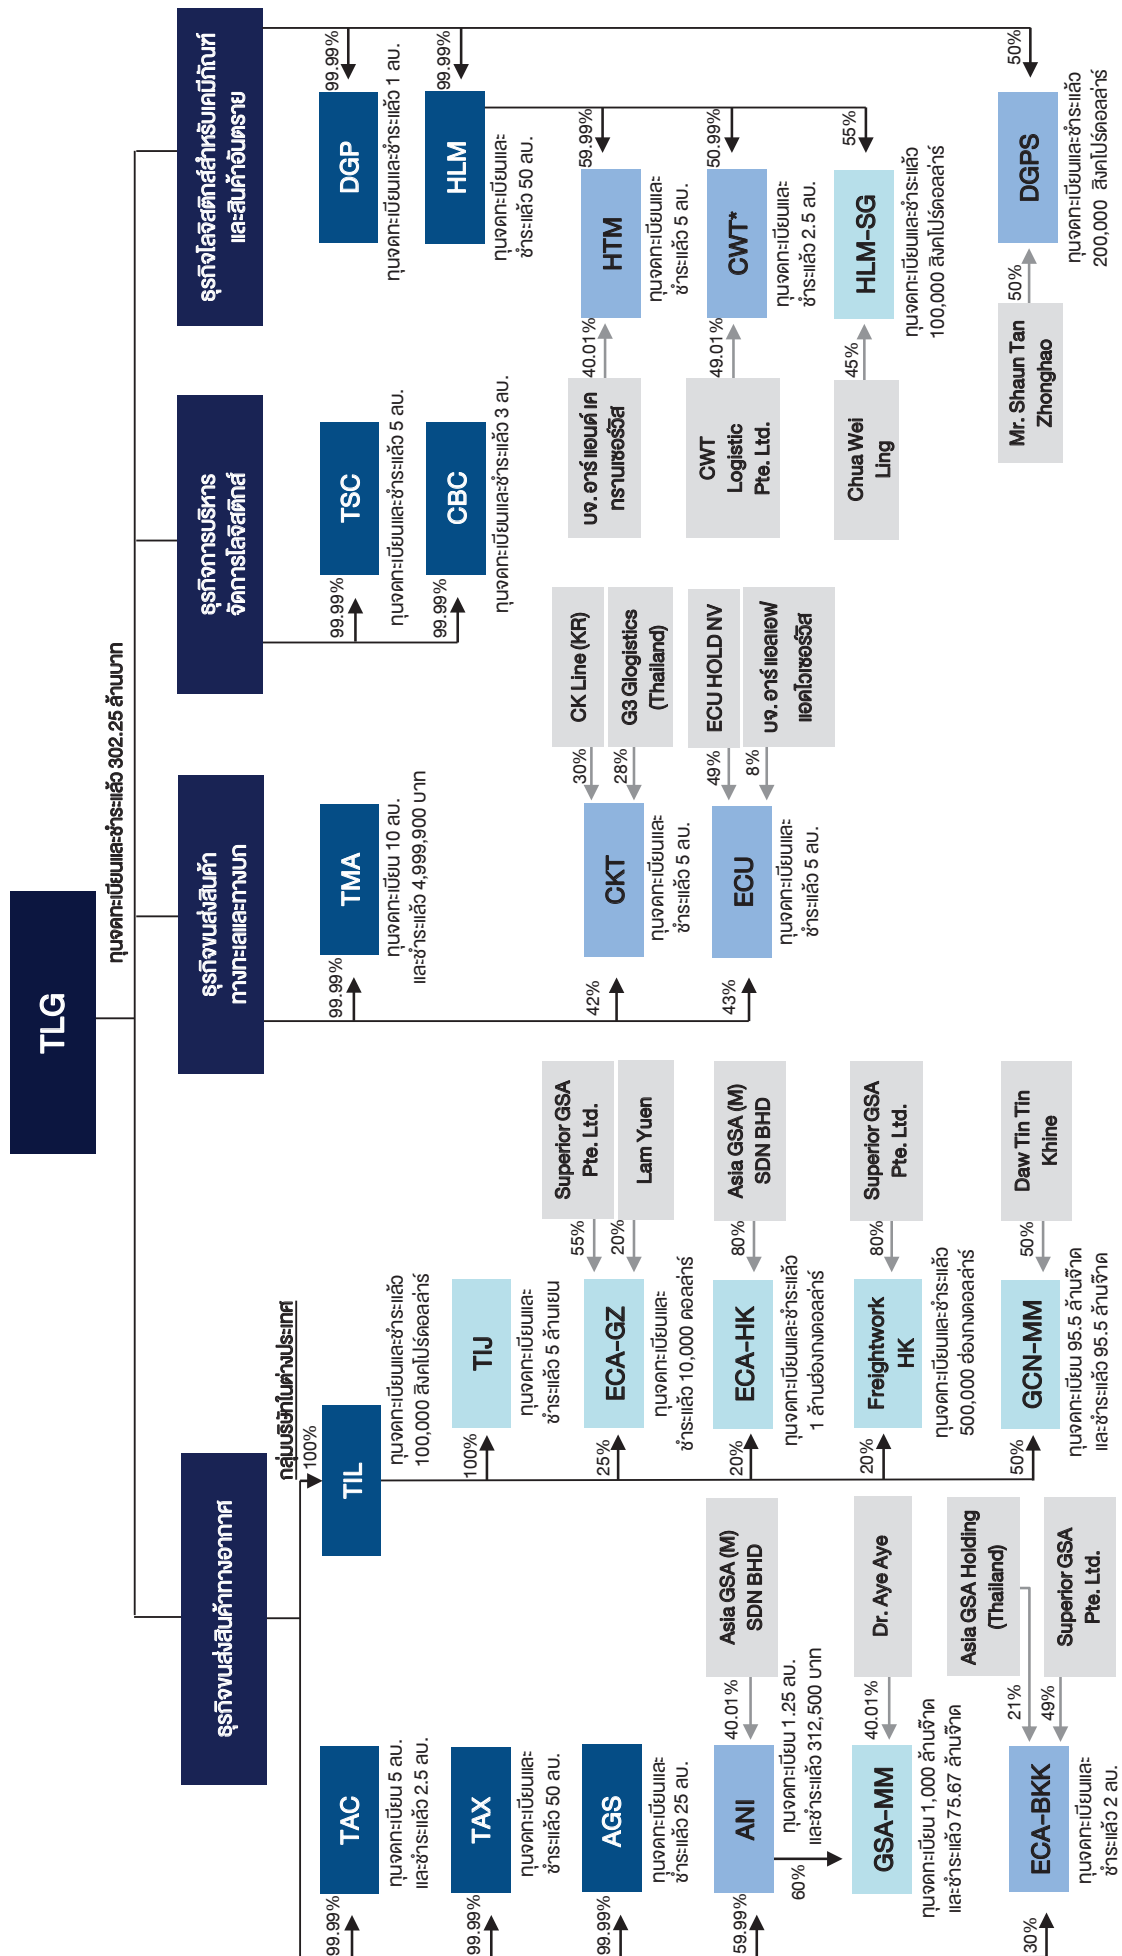 TLG
ทุนจดทะเบียนและชำระแล้ว 302.25 ล้านบาท
ธุรกิจขนส่งสินค้าทางอากาศ
99.99%
TAC
ทุนจดทะเบียน 5 ลบ.
และชำระแล้ว 2.5 ลบ.
99.99%
TAX
ทุนจดทะเบียนและ
ชำระแล้ว 50 ลบ.
99.99%
AGS
ทุนจดทะเบียนและ
ชำระแล้ว 25 ลบ.
59.99%
ANI
40.01%
Asia GSA (M)
SDN BHD
ทุนจดทะเบียน 1.25 ลบ.
และชำระแล้ว 312,500 บาท
60%
GSA-MM
40.01%
Dr. Aye Aye
ทุนจดทะเบียน 1,000 ล้านจ๊าด
และชำระแล้ว 75.67 ล้านจ๊าด
30%
ECA-BKK
21%
Asia GSA Holding
(Thailand)
49%
Superior GSA
Pte. Ltd.
ทุนจดทะเบียนและ
ชำระแล้ว 2 ลบ.
กลุ่มบริษัทในต่างประเทศ
100%
TIL
ทุนจดทะเบียนและชำระแล้ว
100,000 สิงคโปร์ดอลล่าร์
100%
TIJ
ทุนจดทะเบียนและ
ชำระแล้ว 5 ล้านเยน
25%
ECA-GZ
55%
Superior GSA
Pte. Ltd.
20%
Lam Yuen
ทุนจดทะเบียนและ
ชำระแล้ว 10,000 ดอลล่าร์
20%
ECA-HK
80%
Asia GSA (M)
SDN BHD
ทุนจดทะเบียนและชำระแล้ว
1 ล้านฮ่องกงดอลล่าร์
20%
Freightwork
HK
80%
Superior GSA
Pte. Ltd.
ทุนจดทะเบียนและชำระแล้ว
500,000 ฮ่องกงดอลล่าร์
50%
GCN-MM
50%
Daw Tin Tin
Khine
ทุนจดทะเบียน 95.5 ล้านจ๊าด
และชำระแล้ว 95.5 ล้านจ๊าด
ธุรกิจขนส่งสินค้า
ทางทะเลและทางบก
99.99%
TMA
ทุนจดทะเบียน 10 ลบ.
และชำระแล้ว 4,999,900 บาท
42%
CKT
30%
CK Line (KR)
28%
G3 Glogistics
(Thailand)
ทุนจดทะเบียนและ
ชำระแล้ว 5 ลบ.
43%
ECU
49%
ECU HOLD NV
8%
บจ. อาร์ แอลเอฟ
แอดไวเซอร์วิส
ทุนจดทะเบียนและ
ชำระแล้ว 5 ลบ.
ธุรกิจการบริหาร
จัดการโลจิสติกส์
99.99%
TSC
ทุนจดทะเบียนและชำระแล้ว 5 ลบ.
99.99%
CBC
ทุนจดทะเบียนและชำระแล้ว 3 ลบ.
ธุรกิจโลจิสติกส์สำหรับเคมีภัณฑ์
และสินค้าอันตราย
99.99%
DGP
ทุนจดทะเบียนและชำระแล้ว 1 ลบ.
99.99%
HLM
ทุนจดทะเบียนและ
ชำระแล้ว 50 ลบ.
บจ. อาร์ แอนด์ เค
ทรานเซอร์วิส
40.01%
HTM
59.99%
ทุนจดทะเบียนและ
ชำระแล้ว 5 ลบ.
CWT
Logistic
Pte. Ltd.
49.01%
CWT*
50.99%
ทุนจดทะเบียนและ
ชำระแล้ว 2.5 ลบ.
Chua Wei
Ling
45%
HLM-SG
55%
ทุนจดทะเบียนและชำระแล้ว
100,000 สิงคโปร์ดอลล่าร์
Mr. Shaun Tan
Zhonghao
50%
DGPS
50%
ทุนจดทะเบียนและชำระแล้ว
200,000 สิงคโปร์ดอลล่าร์